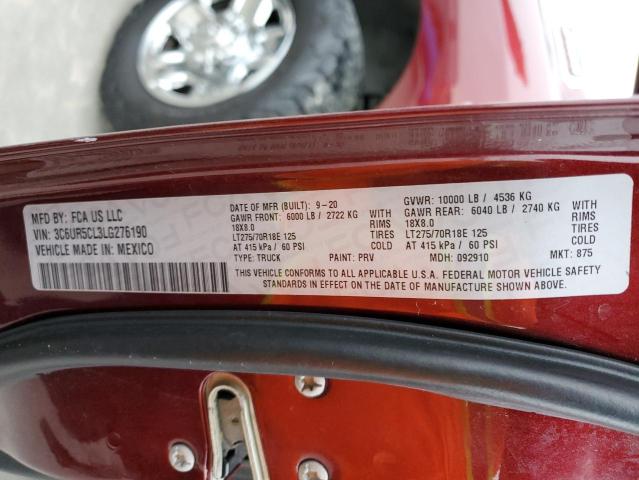 MFD BY: FCA US LLC
VIN: 3C6UR5CL3LG276190
VEHICLE MADE IN: MEXICO
DATE OF MFR (BUILT): 9-20
GAWR FRONT: 6000 LB / 2722 KG WITH
18X8.0 RIMS
LT275/70R18E 125 TIRES
AT 415 kPa / 60 PSI COLD
TYPE: TRUCK PAINT: PRV
GVWR: 10000 LB / 4536 KG
GAWR REAR: 6040 LB / 2740 KG WITH
18X8.0 RIMS
LT275/70R18E 125 TIRES
AT 415 kPa / 60 PSI COLD
MDH: 092910 MKT: 875
THIS VEHICLE CONFORMS TO ALL APPLICABLE U.S.A. FEDERAL MOTOR VEHICLE SAFETY
STANDARDS IN EFFECT ON THE DATE OF MANUFACTURE SHOWN ABOVE.